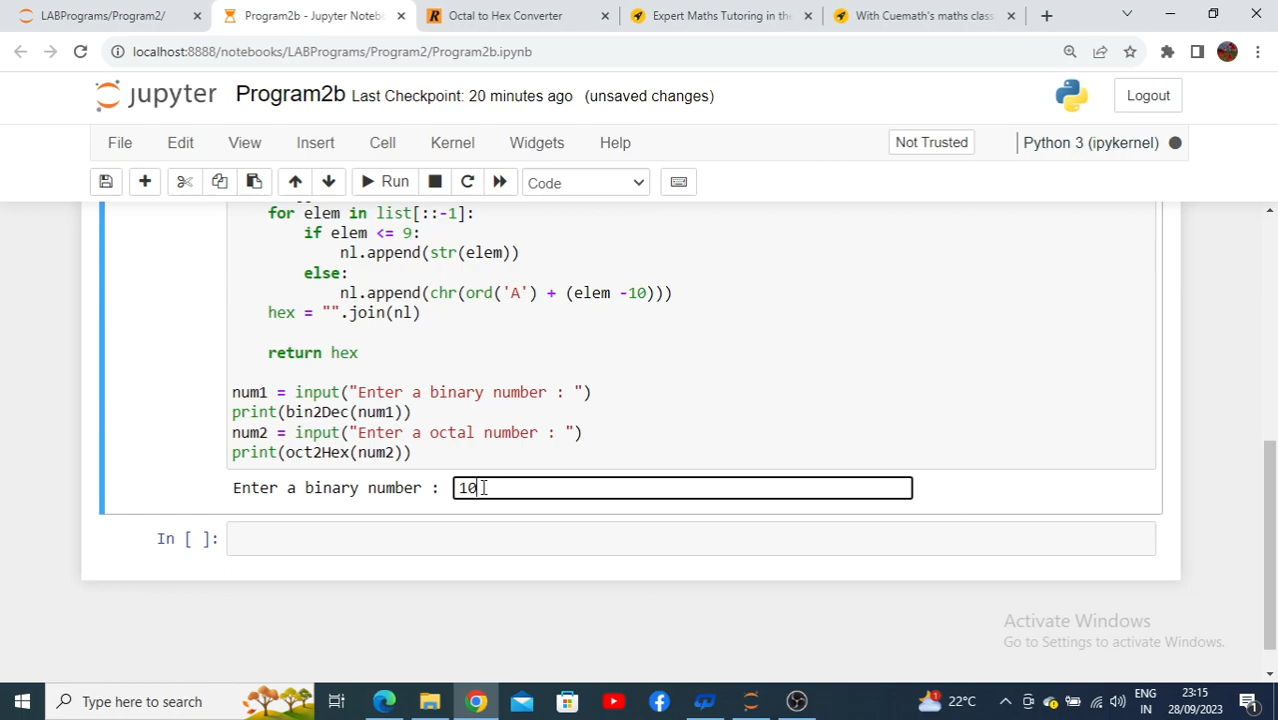 LABPrograms/Program2/
Program2b - Jupyter Noteb
Octal to Hex Converter
Expert Maths Tutoring in the
With Cuemath's maths class
localhost:8888/notebooks/LABPrograms/Program2/Program2b.ipynb
jupyter Program2b Last Checkpoint: 20 minutes ago (unsaved changes)
Logout
File Edit View Insert Cell Kernel Widgets Help
Not Trusted
Python 3 (ipykernel)
Run
Code
for elem in list[::-1]:
if elem <= 9:
nl.append(str(elem))
else:
nl.append(chr(ord('A') + (elem -10)))
hex = "".join(nl)
return hex
num1 = input("Enter a binary number : ")
print(bin2Dec(num1))
num2 = input("Enter a octal number : ")
print(oct2Hex(num2))
Enter a binary number : 10
In [ ]:
Activate Windows
Go to Settings to activate Windows.
Type here to search
22°C
ENG
IN
23:15
28/09/2023